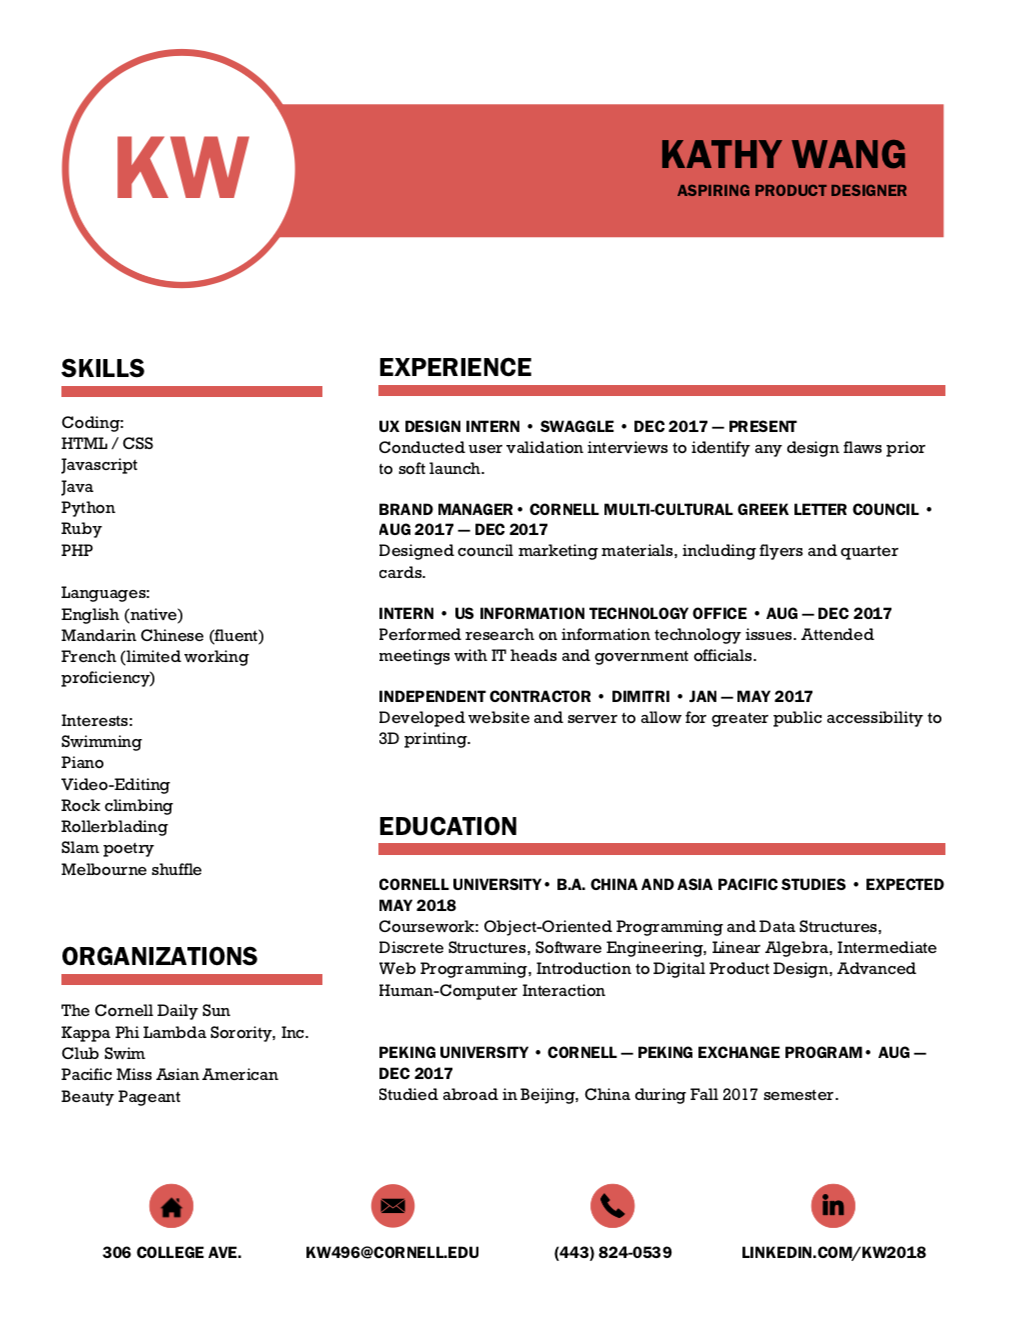 KW
KATHY WANG
ASPIRING PRODUCT DESIGNER
SKILLS
Coding:
HTML / CSS
Javascript
Java
Python
Ruby
PHP
Languages:
English (native)
Mandarin Chinese (fluent)
French (limited working
proficiency)
Interests:
Swimming
Piano
Video-Editing
Rock climbing
Rollerblading
Slam poetry
Melbourne shuffle
ORGANIZATIONS
The Cornell Daily Sun
Kappa Phi Lambda Sorority, Inc.
Club Swim
Pacific Miss Asian American
Beauty Pageant
EXPERIENCE
UX DESIGN INTERN • SWAGGLE • DEC 2017 — PRESENT
Conducted user validation interviews to identify any design flaws prior
to soft launch.
BRAND MANAGER • CORNELL MULTI-CULTURAL GREEK LETTER COUNCIL •
AUG 2017 — DEC 2017
Designed council marketing materials, including flyers and quarter
cards.
INTERN • US INFORMATION TECHNOLOGY OFFICE • AUG — DEC 2017
Performed research on information technology issues. Attended
meetings with IT heads and government officials.
INDEPENDENT CONTRACTOR • DIMITRI • JAN — MAY 2017
Developed website and server to allow for greater public accessibility to
3D printing.
EDUCATION
CORNELL UNIVERSITY • B.A. CHINA AND ASIA PACIFIC STUDIES • EXPECTED
MAY 2018
Coursework: Object-Oriented Programming and Data Structures,
Discrete Structures, Software Engineering, Linear Algebra, Intermediate
Web Programming, Introduction to Digital Product Design, Advanced
Human-Computer Interaction
PEKING UNIVERSITY • CORNELL — PEKING EXCHANGE PROGRAM • AUG —
DEC 2017
Studied abroad in Beijing, China during Fall 2017 semester.
in
306 COLLEGE AVE.
KW496@CORNELL.EDU
(443) 824-0539
LINKEDIN.COM/KW2018